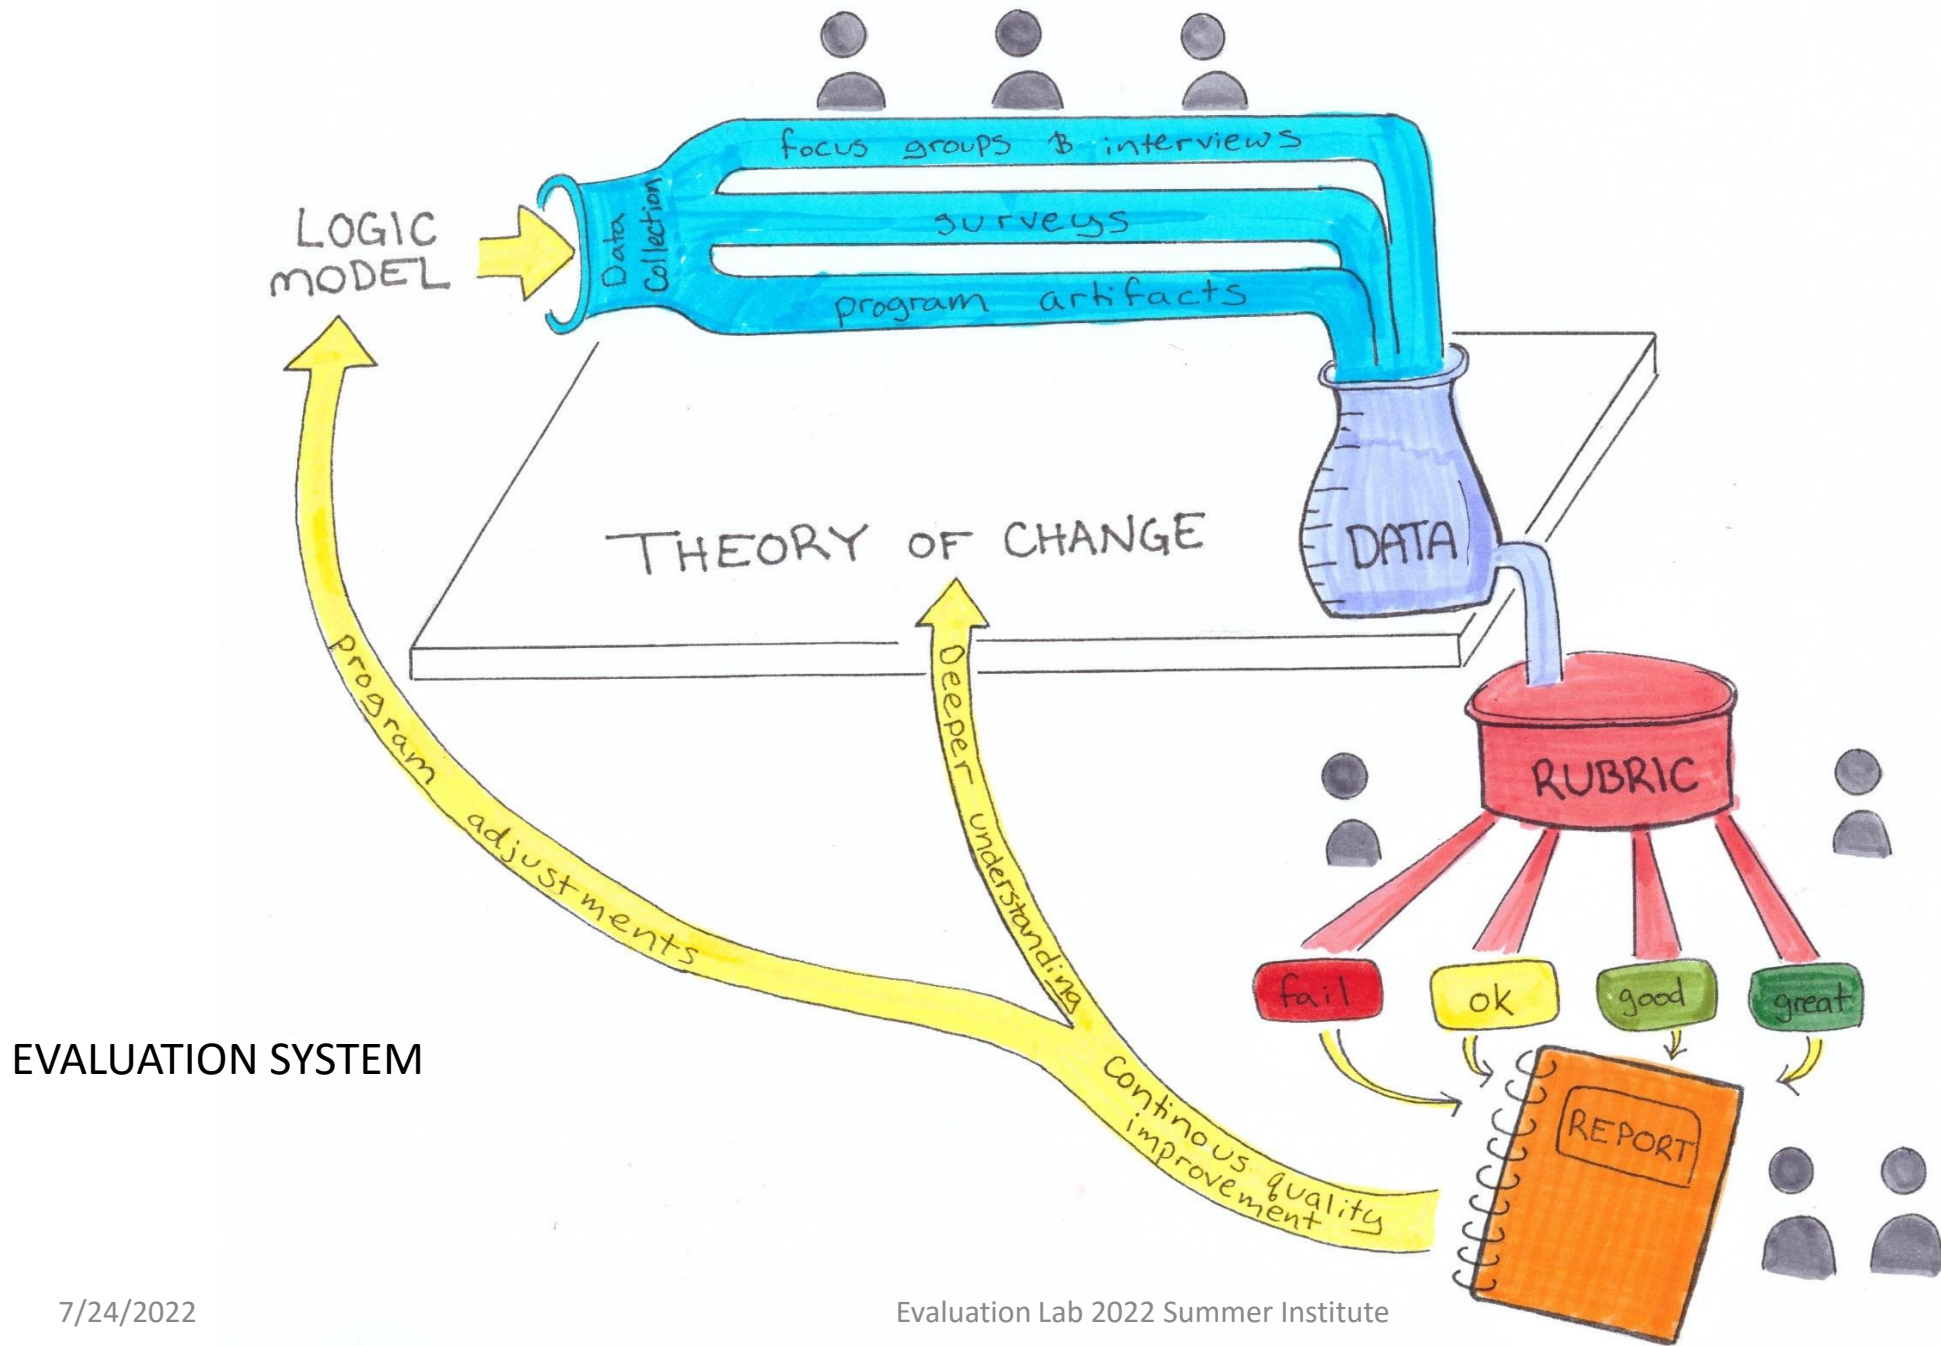 focus groups & interviews
surveys
program artifacts
Data
Collection
LOGIC
MODEL
THEORY OF CHANGE
DATA
RUBRIC
fail
ok
good
great
REPORT
Continous quality
improvement
Deeper understanding
program adjustments
EVALUATION SYSTEM
7/24/2022
Evaluation Lab 2022 Summer Institute